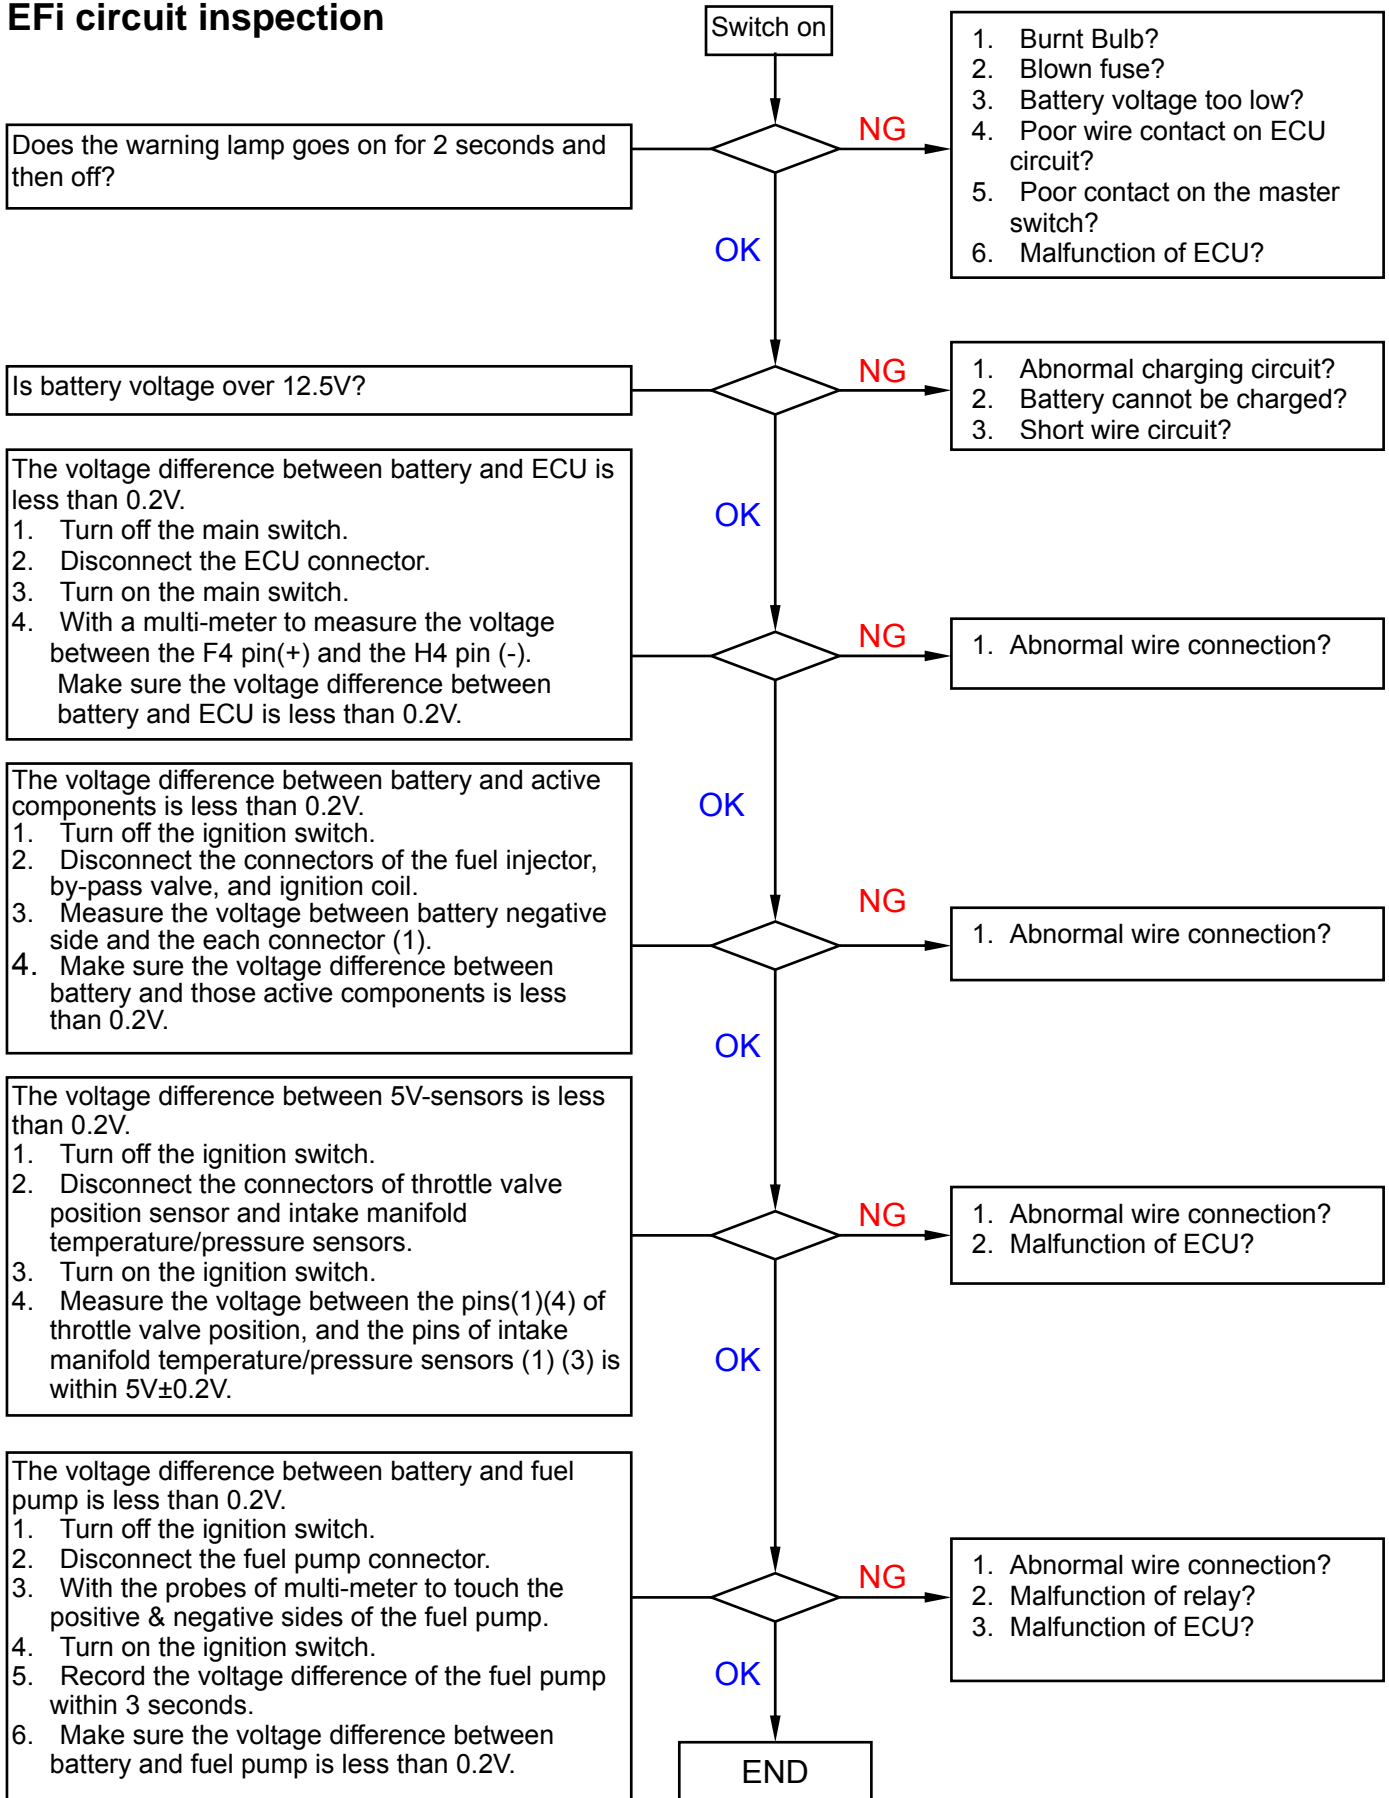 EFi circuit inspection
Switch on
Does the warning lamp goes on for 2 seconds and
then off?
NG
1. Burnt Bulb?
2. Blown fuse?
3. Battery voltage too low?
4. Poor wire contact on ECU
circuit?
5. Poor contact on the master
switch?
6. Malfunction of ECU?
OK
Is battery voltage over 12.5V?
NG
1. Abnormal charging circuit?
2. Battery cannot be charged?
3. Short wire circuit?
OK
The voltage difference between battery and ECU is
less than 0.2V.
1. Turn off the main switch.
2. Disconnect the ECU connector.
3. Turn on the main switch.
4. With a multi-meter to measure the voltage
between the F4 pin(+) and the H4 pin (-).
Make sure the voltage difference between
battery and ECU is less than 0.2V.
NG
1. Abnormal wire connection?
OK
The voltage difference between battery and active
components is less than 0.2V.
1. Turn off the ignition switch.
2. Disconnect the connectors of the fuel injector,
by-pass valve, and ignition coil.
3. Measure the voltage between battery negative
side and the each connector (1).
4. Make sure the voltage difference between
battery and those active components is less
than 0.2V.
NG
1. Abnormal wire connection?
OK
The voltage difference between 5V-sensors is less
than 0.2V.
1. Turn off the ignition switch.
2. Disconnect the connectors of throttle valve
position sensor and intake manifold
temperature/pressure sensors.
3. Turn on the ignition switch.
4. Measure the voltage between the pins(1)(4) of
throttle valve position, and the pins of intake
manifold temperature/pressure sensors (1) (3) is
within 5V±0.2V.
NG
1. Abnormal wire connection?
2. Malfunction of ECU?
OK
The voltage difference between battery and fuel
pump is less than 0.2V.
1. Turn off the ignition switch.
2. Disconnect the fuel pump connector.
3. With the probes of multi-meter to touch the
positive & negative sides of the fuel pump.
4. Turn on the ignition switch.
5. Record the voltage difference of the fuel pump
within 3 seconds.
6. Make sure the voltage difference between
battery and fuel pump is less than 0.2V.
NG
1. Abnormal wire connection?
2. Malfunction of relay?
3. Malfunction of ECU?
OK
END